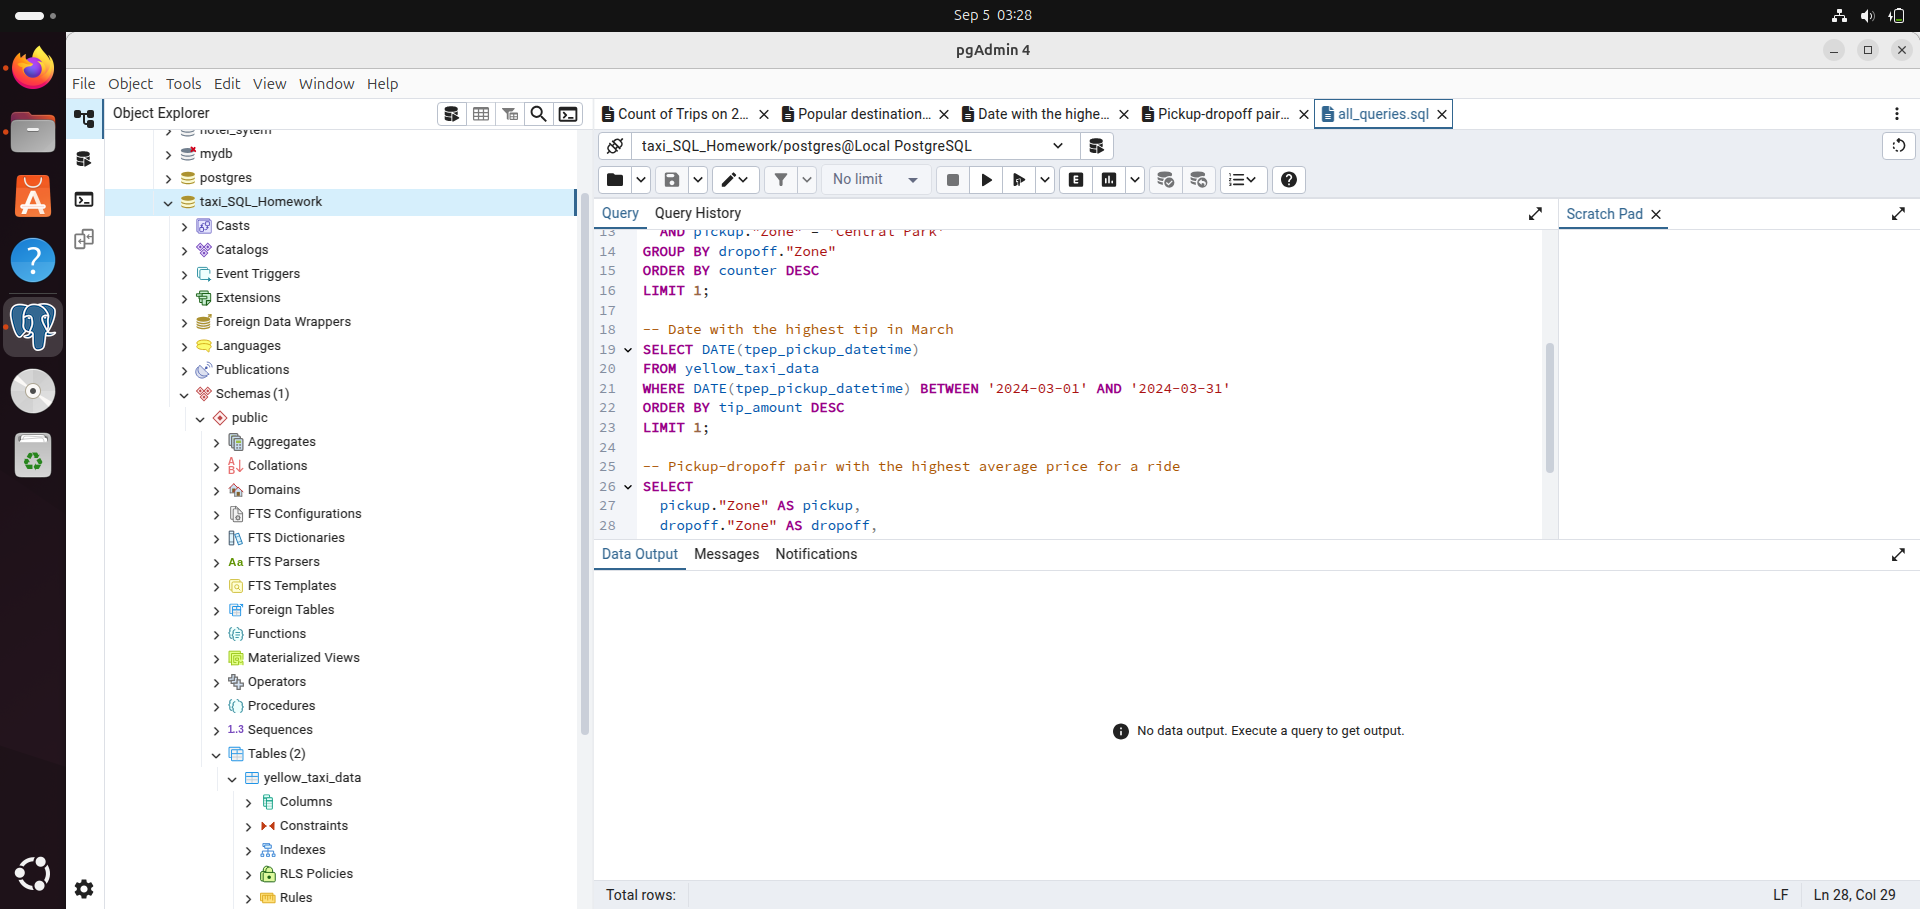 Sep 5 03:28
pgAdmin 4
File Object Tools Edit View Window Help
Object Explorer
hotel_sytem
mydb
postgres
taxi_SQL_Homework
Casts
Catalogs
Event Triggers
Extensions
Foreign Data Wrappers
Languages
Publications
Schemas (1)
public
Aggregates
Collations
Domains
FTS Configurations
FTS Dictionaries
Aa FTS Parsers
FTS Templates
Foreign Tables
Functions
Materialized Views
Operators
Procedures
1..3 Sequences
Tables (2)
yellow_taxi_data
Columns
Constraints
Indexes
RLS Policies
Rules
Count of Trips on 2... Popular destination... Date with the highe... Pickup-dropoff pair... all_queries.sql
taxi_SQL_Homework/postgres@Local PostgreSQL
No limit E
Query Query History
13 AND pickup."Zone" = 'Central Park'
14 GROUP BY dropoff."Zone"
15 ORDER BY counter DESC
16 LIMIT 1;
17
18 -- Date with the highest tip in March
19 SELECT DATE(tpep_pickup_datetime)
20 FROM yellow_taxi_data
21 WHERE DATE(tpep_pickup_datetime) BETWEEN '2024-03-01' AND '2024-03-31'
22 ORDER BY tip_amount DESC
23 LIMIT 1;
24
25 -- Pickup-dropoff pair with the highest average price for a ride
26 SELECT
27 pickup."Zone" AS pickup,
28 dropoff."Zone" AS dropoff,
Scratch Pad
Data Output Messages Notifications
No data output. Execute a query to get output.
Total rows:
LF Ln 28, Col 29